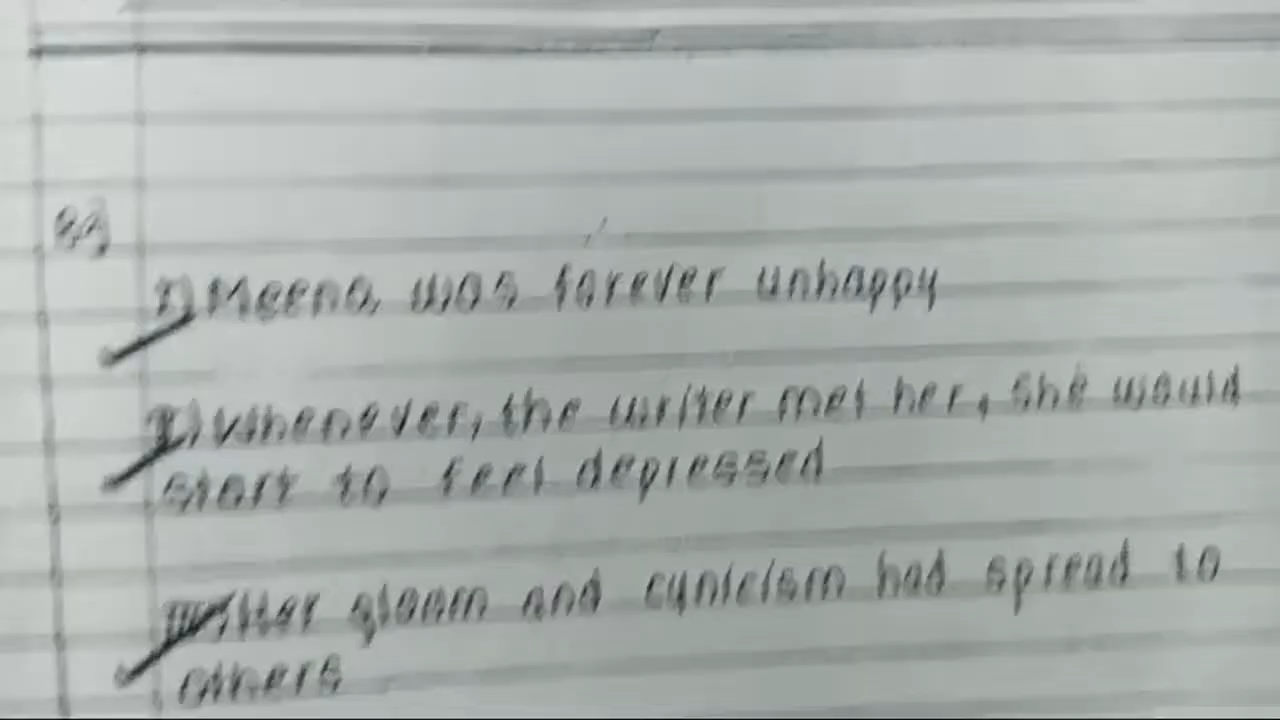 I) Meena was forever unhappy
II) whenever, the writer met her, she would
start to feel depressed
gloom and cynicism had spread to
others